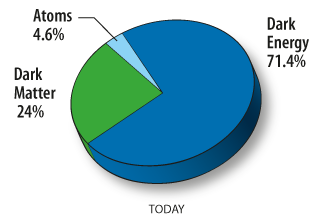 Atoms
4.6%
Dark
Energy
71.4%
Dark
Matter
24%
TODAY